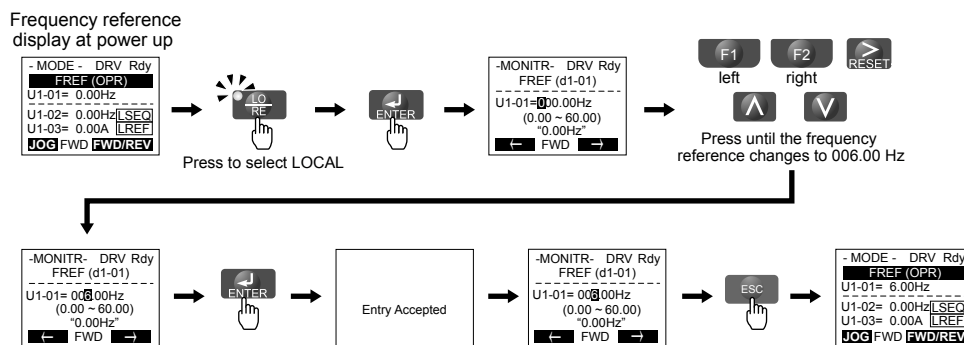 Frequency reference
display at power up
- MODE - DRV Rdy
FREF (OPR)
U1-01= 0.00Hz
U1-02= 0.00Hz LSEQ
U1-03= 0.00A LREF
JOG FWD FWD/REV
LO
RE
Press to select LOCAL
ENTER
-MONITR- DRV Rdy
FREF (d1-01)
U1-01=000.00Hz
(0.00 ~ 60.00)
“0.00Hz”
← FWD →
F1
left
F2
right
>
RESET
∧
∨
Press until the frequency
reference changes to 006.00 Hz
-MONITR- DRV Rdy
FREF (d1-01)
U1-01= 006.00Hz
(0.00 ~ 60.00)
“0.00Hz”
← FWD →
ENTER
Entry Accepted
-MONITR- DRV Rdy
FREF (d1-01)
U1-01= 006.00Hz
(0.00 ~ 60.00)
“0.00Hz”
← FWD →
ESC
- MODE - DRV Rdy
FREF (OPR)
U1-01= 6.00Hz
U1-02= 0.00Hz LSEQ
U1-03= 0.00A LREF
JOG FWD FWD/REV